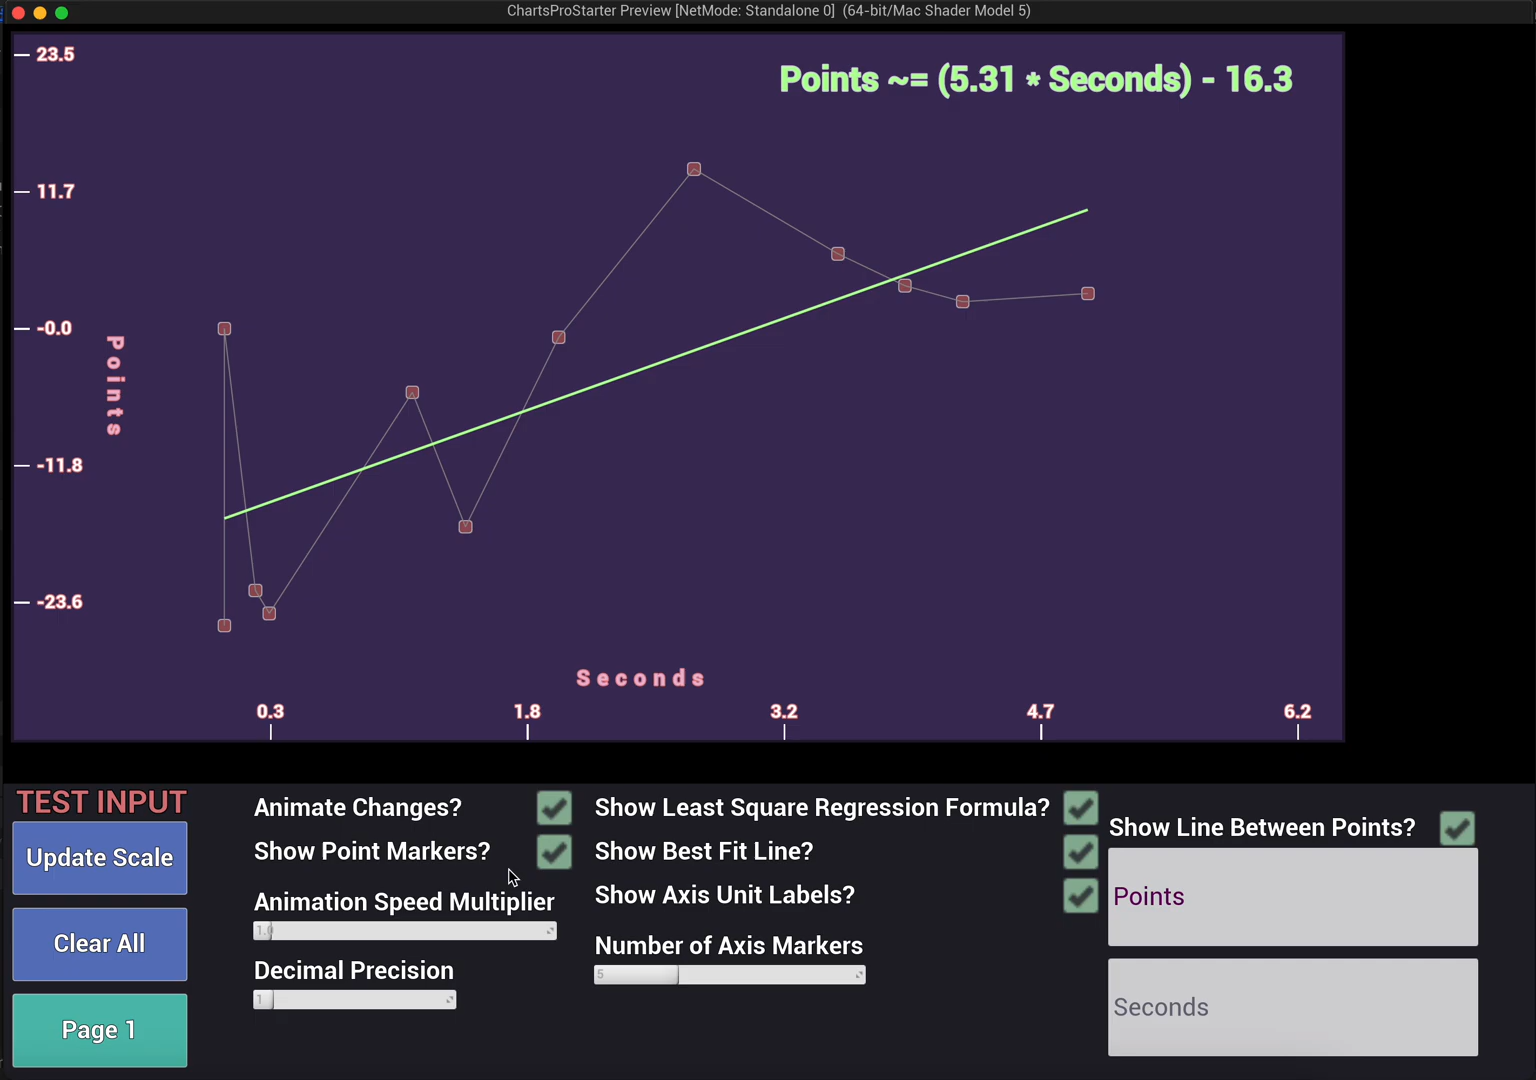 ChartsProStarter Preview [NetMode: Standalone 0]  (64-bit/Mac Shader Model 5)
23.5
Points ~= (5.31 * Seconds) - 16.3
11.7
-0.0
Points
-11.8
-23.6
Seconds
0.3
1.8
3.2
4.7
6.2
TEST INPUT
Update Scale
Clear All
Page 1
Animate Changes?
Show Point Markers?
Animation Speed Multiplier
1.0
Decimal Precision
1
Show Least Square Regression Formula?
Show Best Fit Line?
Show Axis Unit Labels?
Number of Axis Markers
5
Show Line Between Points?
Points
Seconds